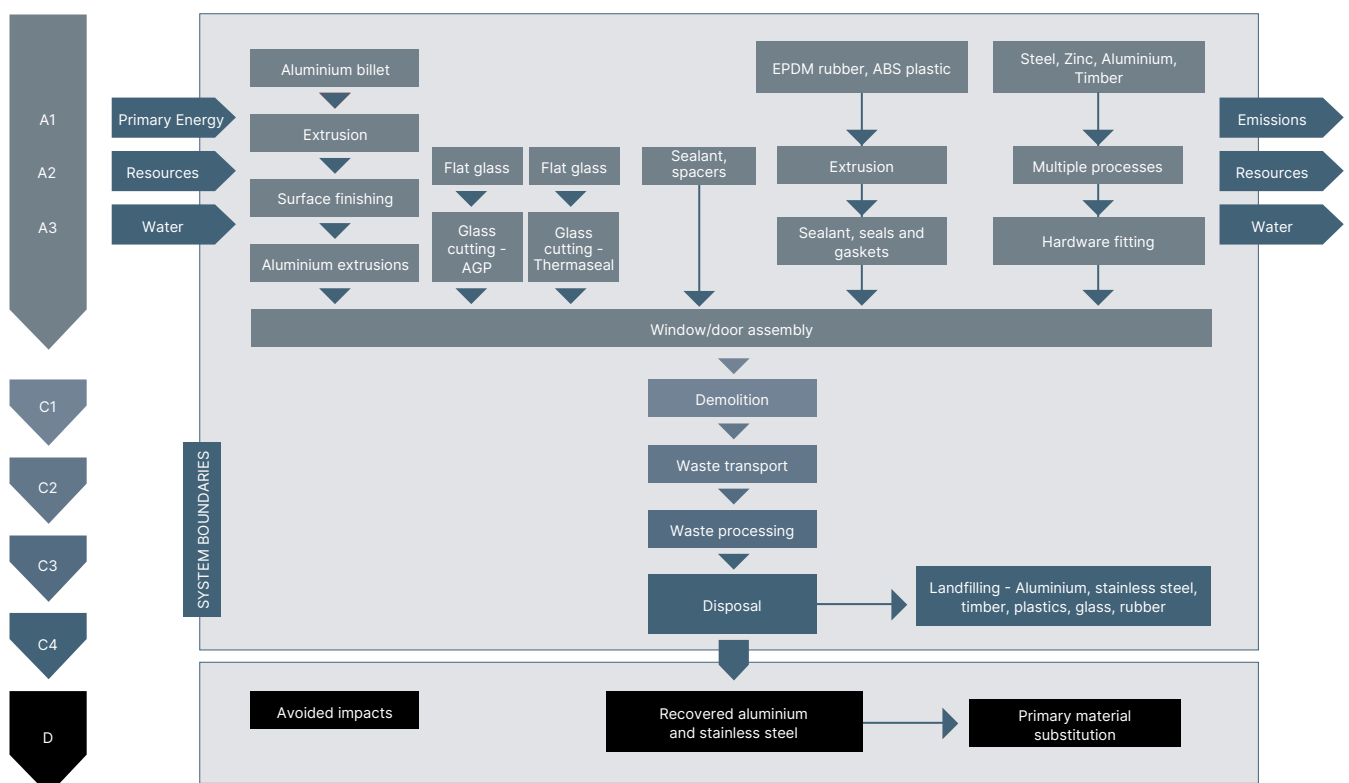 A1
A2
A3
C1
C2
C3
C4
D
Primary Energy
Resources
Water
SYSTEM BOUNDARIES
Aluminium billet
Extrusion
Surface finishing
Aluminium extrusions
Flat glass
Glass
cutting -
AGP
Flat glass
Glass
cutting -
Thermaseal
Sealant,
spacers
EPDM rubber, ABS plastic
Extrusion
Sealant, seals and
gaskets
Steel, Zinc, Aluminium,
Timber
Multiple processes
Hardware fitting
Emissions
Resources
Water
Window/door assembly
Demolition
Waste transport
Waste processing
Disposal
Landfilling - Aluminium, stainless steel,
timber, plastics, glass, rubber
Avoided impacts
Recovered aluminium
and stainless steel
Primary material
substitution